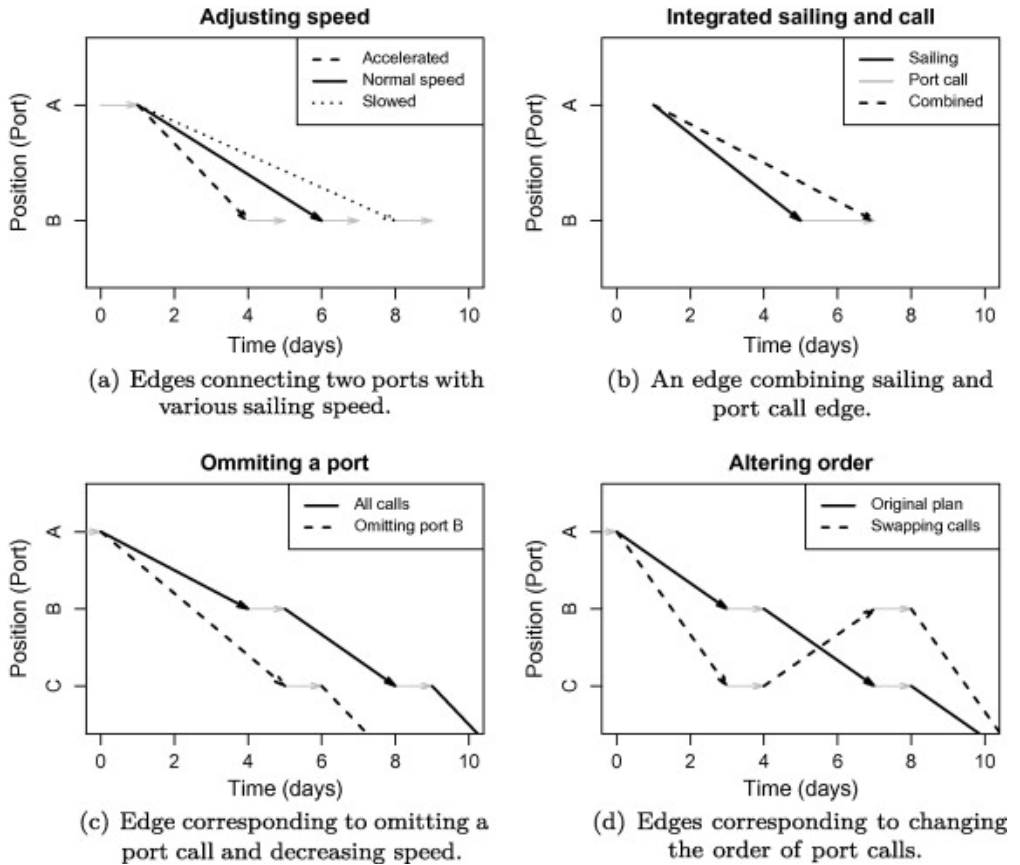 Adjusting speed
Accelerated
Normal speed
Slowed
Position (Port)
A
B
0 2 4 6 8 10
Time (days)
(a) Edges connecting two ports with
various sailing speed.
Integrated sailing and call
Sailing
Port call
Combined
Position (Port)
A
B
0 2 4 6 8 10
Time (days)
(b) An edge combining sailing and
port call edge.
Ommiting a port
All calls
Omitting port B
Position (Port)
A
B
C
0 2 4 6 8 10
Time (days)
(c) Edge corresponding to omitting a
port call and decreasing speed.
Altering order
Original plan
Swapping calls
Position (Port)
A
B
C
0 2 4 6 8 10
Time (days)
(d) Edges corresponding to changing
the order of port calls.